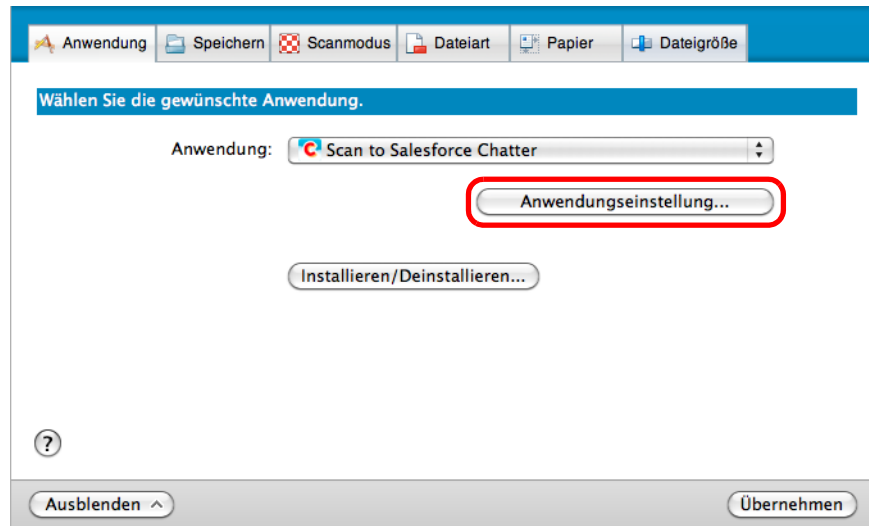 Anwendung Speichern Scanmodus Dateiart Papier Dateigröße
Wählen Sie die gewünschte Anwendung.
Anwendung: C Scan to Salesforce Chatter
Anwendungseinstellung...
Installieren/Deinstallieren...
?
Ausblenden Übernehmen